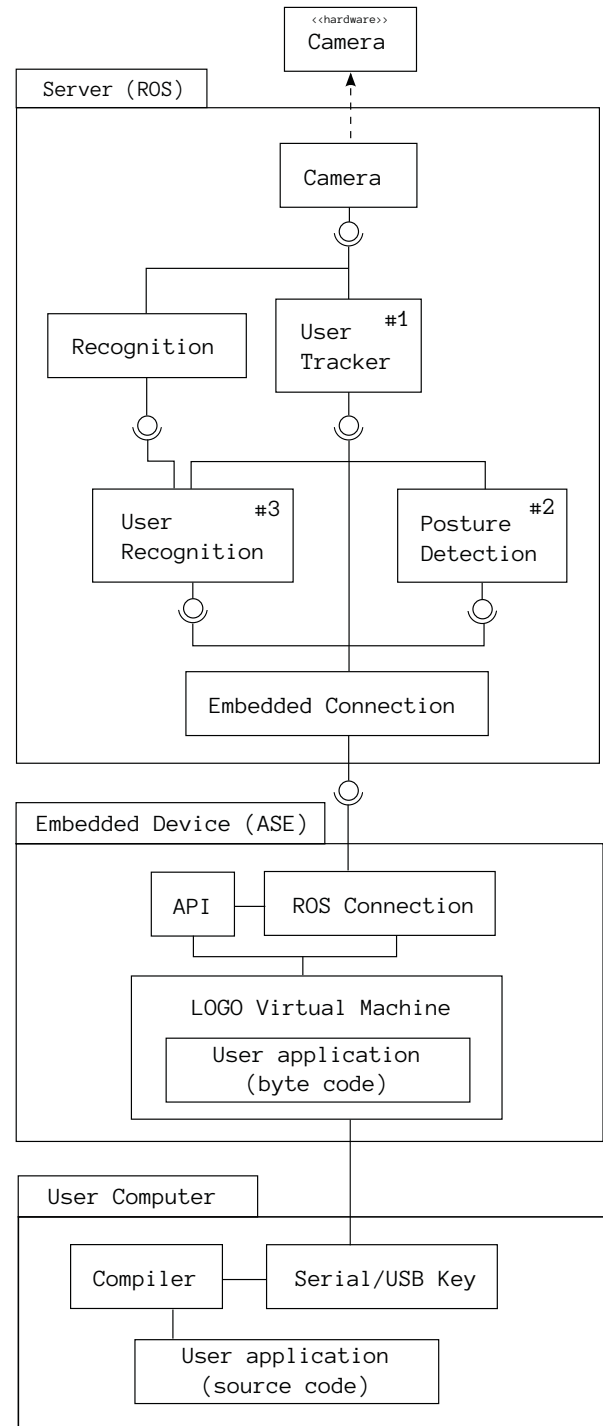 ‹‹hardware››
Camera
Server (ROS)
Camera
Recognition
User #1
Tracker
User #3
Recognition
Posture #2
Detection
Embedded Connection
Embedded Device (ASE)
API
ROS Connection
LOGO Virtual Machine
User application
(byte code)
User Computer
Compiler
Serial/USB Key
User application
(source code)